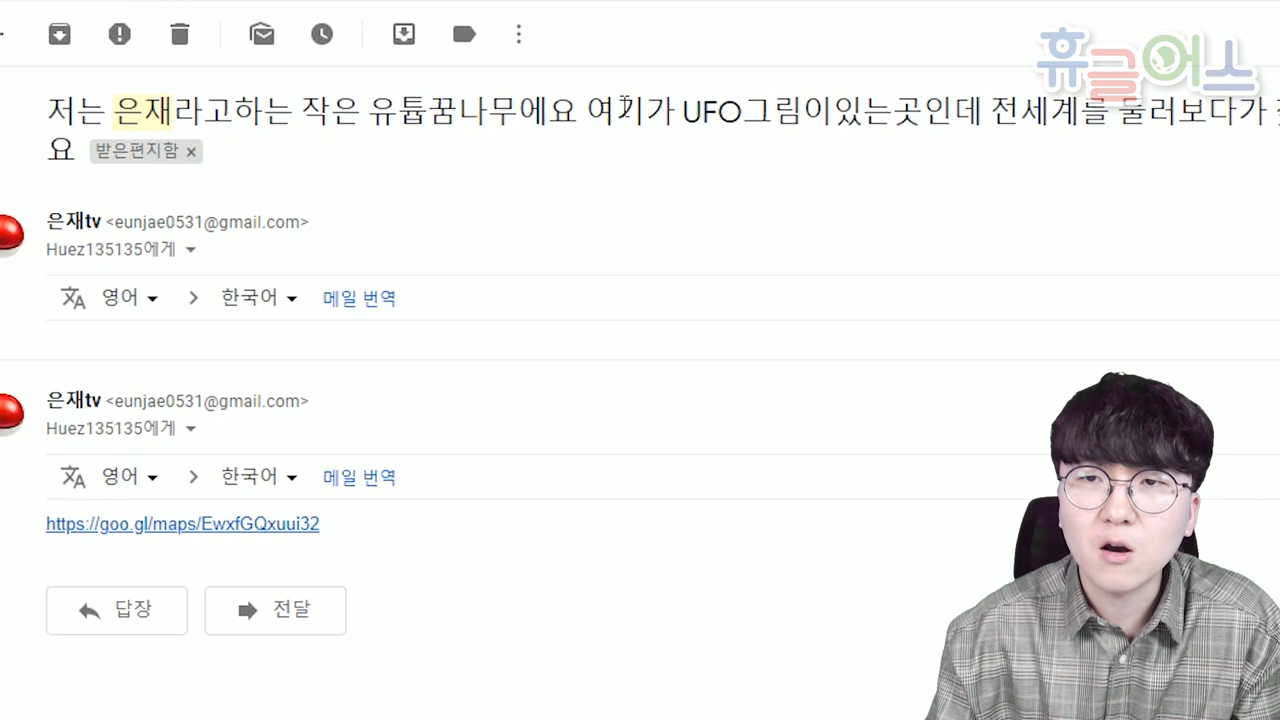 휴글어스
저는 은재라고하는 작은 유튭꿈나무에요 여기가 UFO그림이있는곳인데 전세계를 둘러보다가
요 받은편지함 ×
은재tv <eunjae0531@gmail.com>
Huez135135에게
영어 > 한국어 메일 번역
은재tv <eunjae0531@gmail.com>
Huez135135에게
영어 > 한국어 메일 번역
https://goo.gl/maps/EwxfGQxuui32
답장 전달